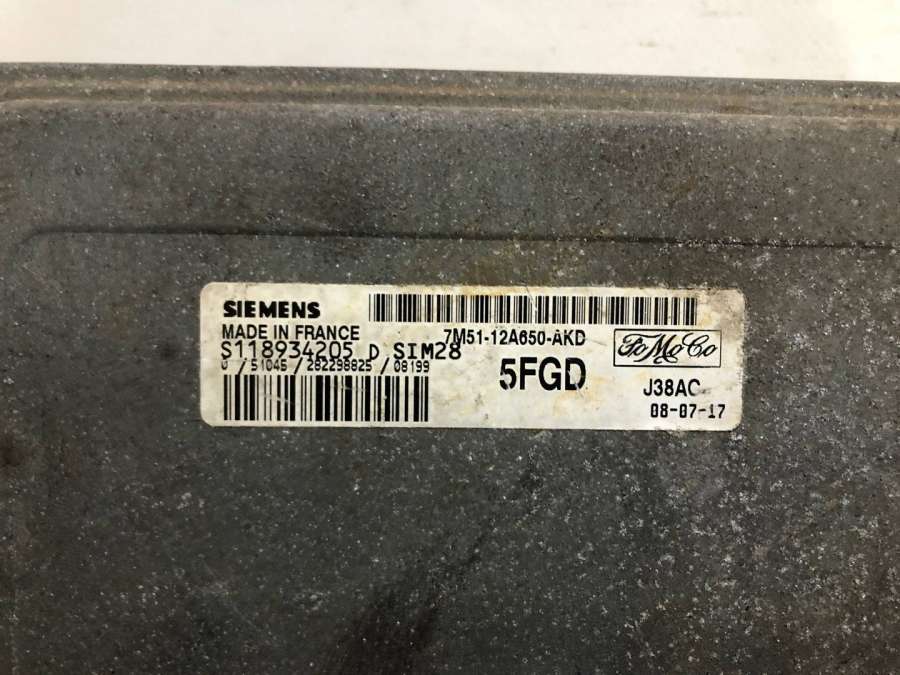 SIEMENS
MADE IN FRANCE
7M51-12A650-AKD
FoMoCo
S118934205 D SIM28
0 / 51045 / 282298825 / 08199
5FGD
J38AC
08-07-17